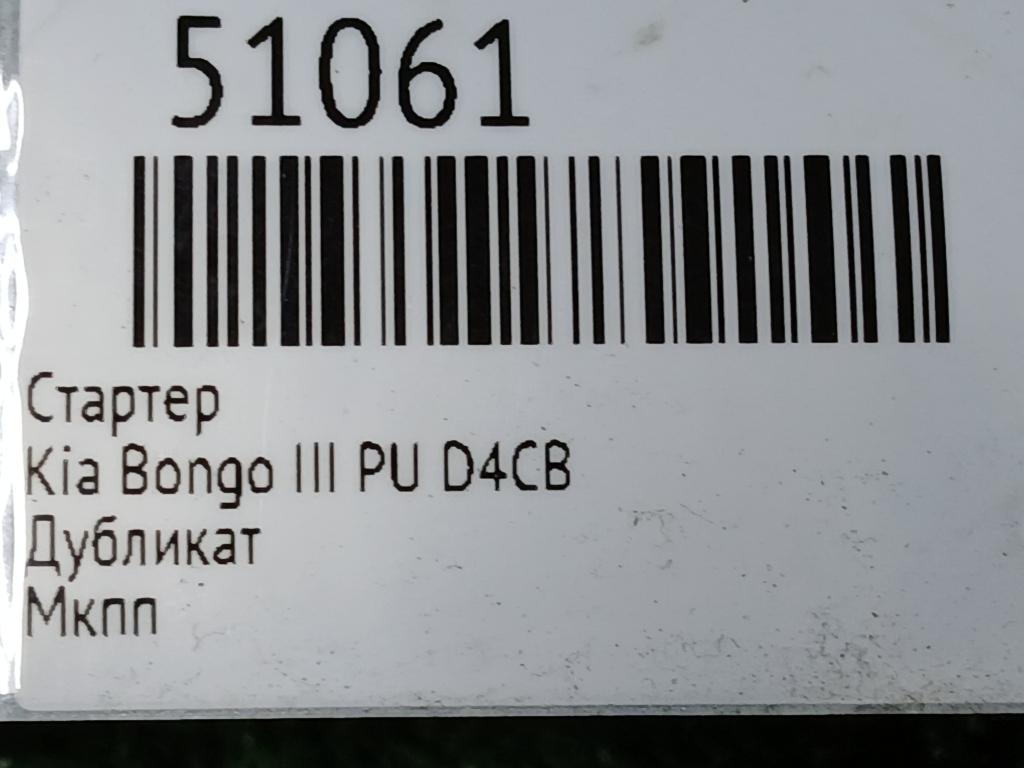 51061
Стартер
Kia Bongo III PU D4CB
Дубликат
Мкпп